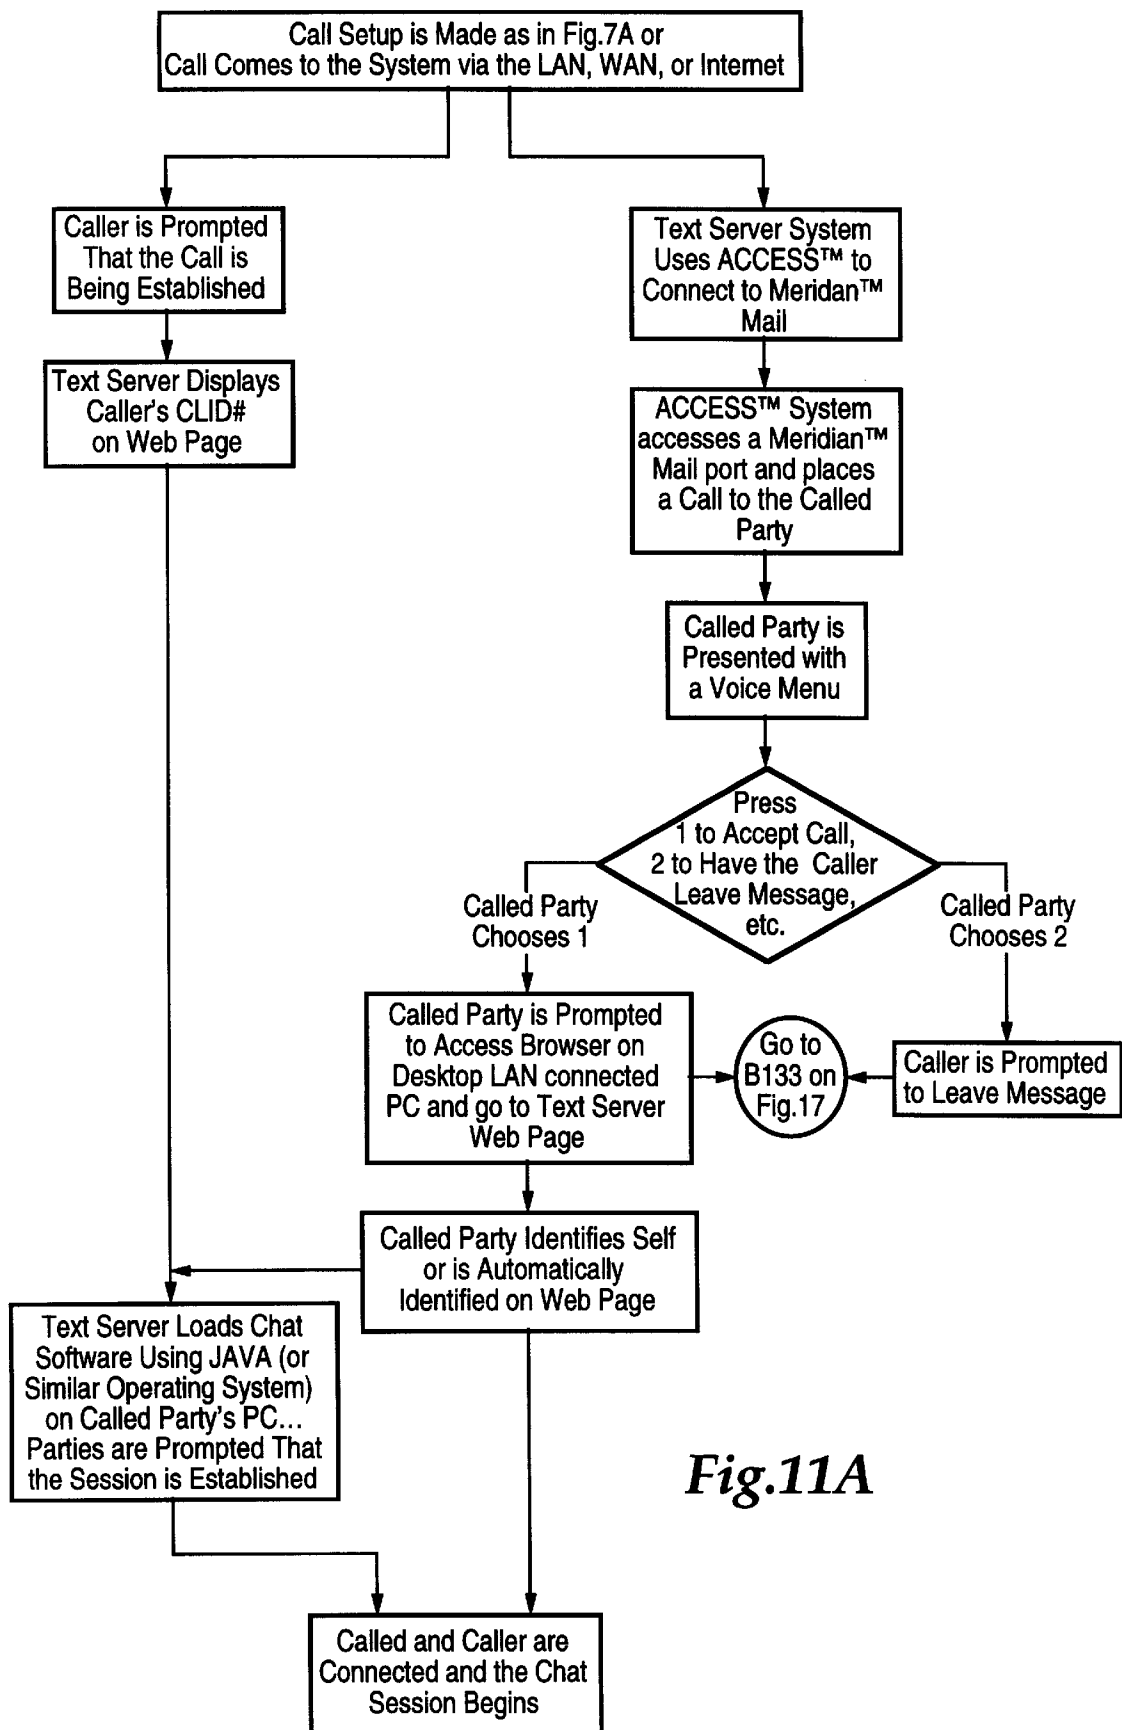 Call Setup is Made as in Fig.7A or
Call Comes to the System via the LAN, WAN, or Internet
Caller is Prompted
That the Call is
Being Established
Text Server System
Uses ACCESS™ to
Connect to Meridan™
Mail
Text Server Displays
Caller's CLID#
on Web Page
ACCESS™ System
accesses a Meridian™
Mail port and places
a Call to the Called
Party
Called Party is
Presented with
a Voice Menu
Press
1 to Accept Call,
2 to Have the Caller
Leave Message,
etc.
Called Party
Chooses 1
Called Party
Chooses 2
Called Party is Prompted
to Access Browser on
Desktop LAN connected
PC and go to Text Server
Web Page
Go to
B133 on
Fig.17
Caller is Prompted
to Leave Message
Called Party Identifies Self
or is Automatically
Identified on Web Page
Text Server Loads Chat
Software Using JAVA (or
Similar Operating System)
on Called Party's PC...
Parties are Prompted That
the Session is Established
Fig.11A
Called and Caller are
Connected and the Chat
Session Begins